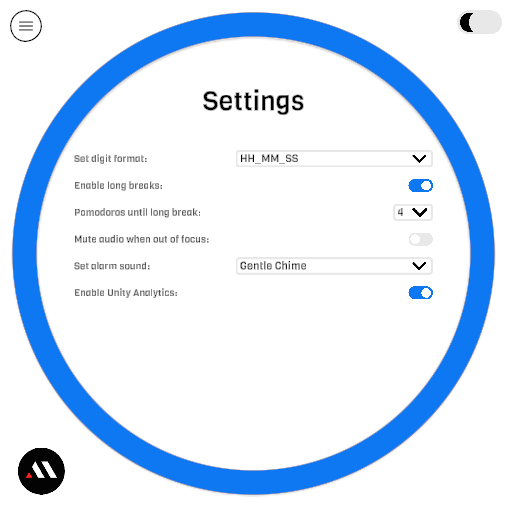 Settings
Set digit format: HH_MM_SS
Enable long breaks:
Pomodoros until long break: 4
Mute audio when out of focus:
Set alarm sound: Gentle Chime
Enable Unity Analytics: